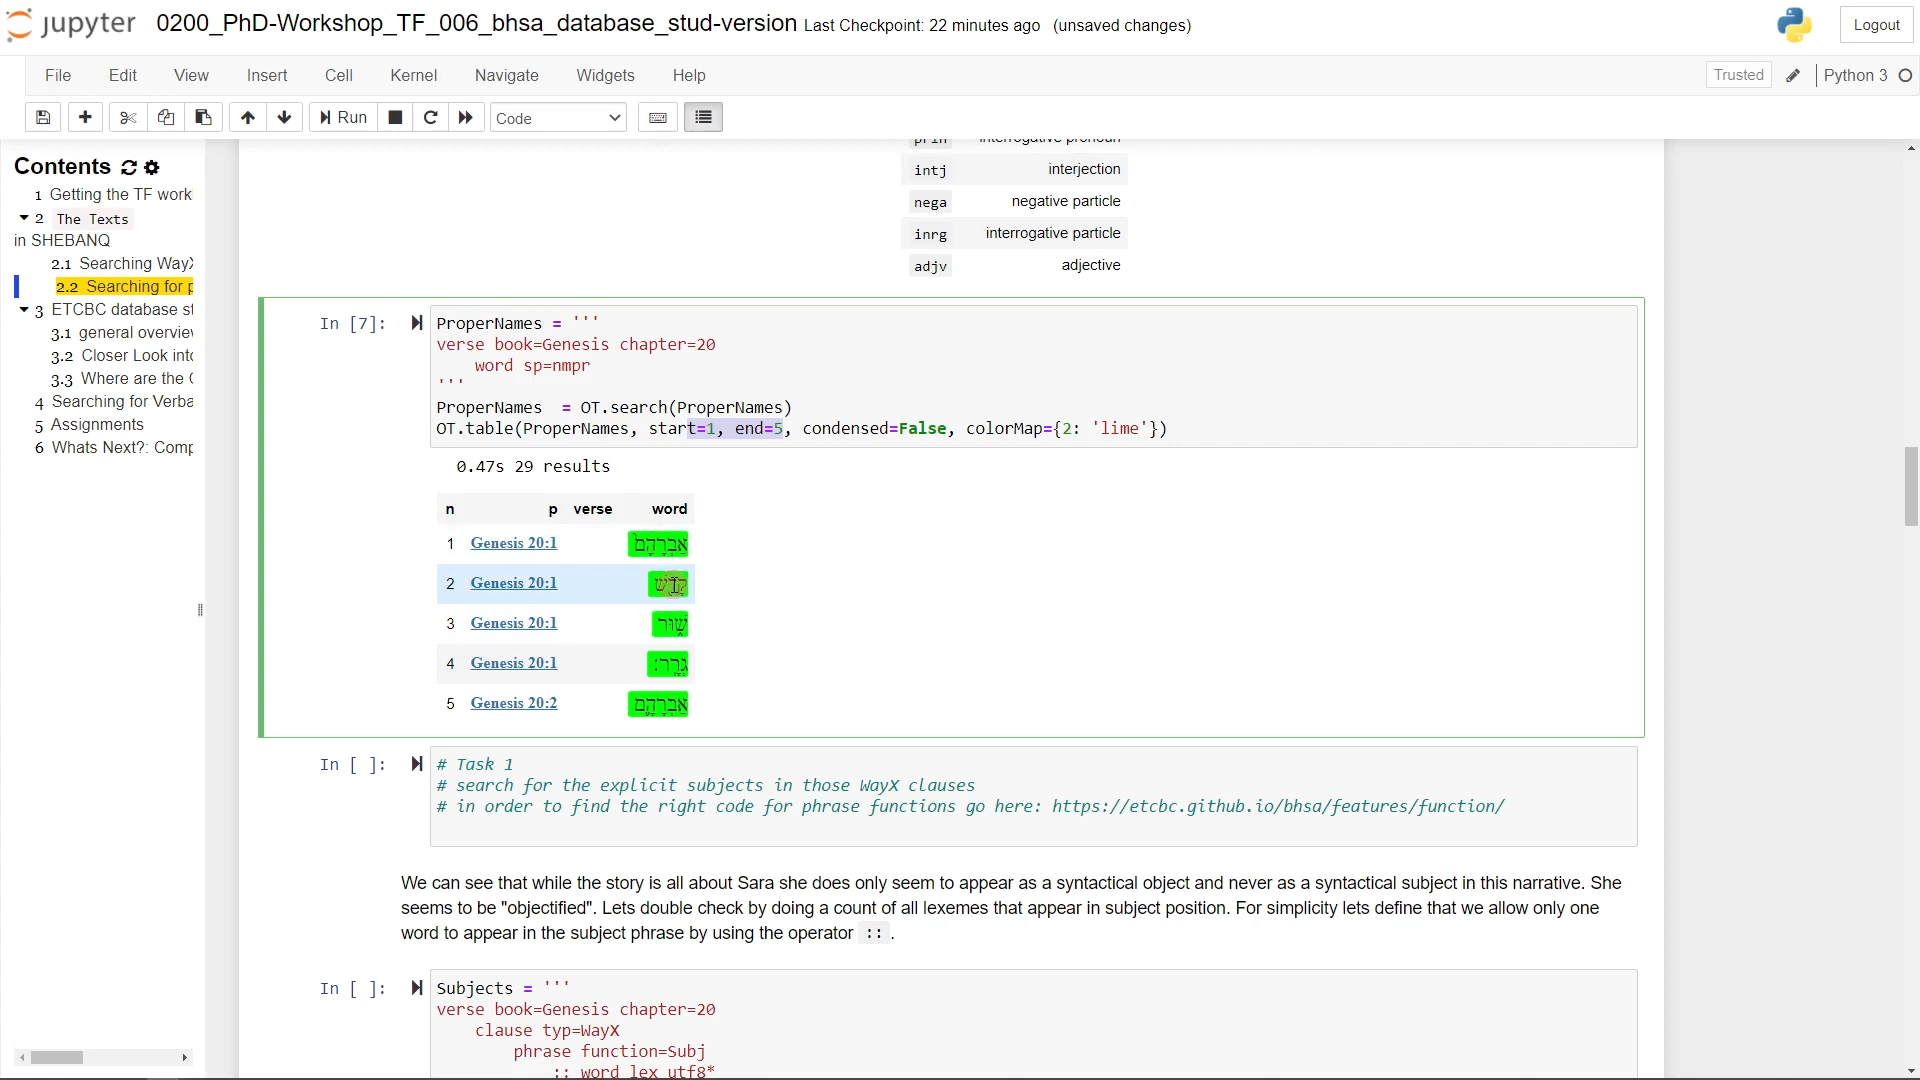 jupyter 0200_PhD-Workshop_TF_006_bhsa_database_stud-version Last Checkpoint: 22 minutes ago (unsaved changes) Logout
File Edit View Insert Cell Kernel Navigate Widgets Help Trusted Python 3
Run Code
Contents
1 Getting the TF work
2 The Texts
in SHEBANQ
2.1 Searching WayX
2.2 Searching for p
3 ETCBC database st
3.1 general overview
3.2 Closer Look into
3.3 Where are the
4 Searching for Verba
5 Assignments
6 Whats Next?: Comp
prin interrogative pronoun
intj interjection
nega negative particle
inrg interrogative particle
adjv adjective
In [7]: ProperNames = '''
verse book=Genesis chapter=20
word sp=nmpr
'''
ProperNames = OT.search(ProperNames)
OT.table(ProperNames, start=1, end=5, condensed=False, colorMap={2: 'lime'})
0.47s 29 results
n p verse word
1 Genesis 20:1 אַבְרָהָם֙
2 Genesis 20:1
3 Genesis 20:1 שׁ֑וּר
4 Genesis 20:1 גְרָֽר׃
5 Genesis 20:2 אַבְרָהָ֛ם
In [ ]: # Task 1
# search for the explicit subjects in those WayX clauses
# in order to find the right code for phrase functions go here: https://etcbc.github.io/bhsa/features/function/
We can see that while the story is all about Sara she does only seem to appear as a syntactical object and never as a syntactical subject in this narrative. She
seems to be "objectified". Lets double check by doing a count of all lexemes that appear in subject position. For simplicity lets define that we allow only one
word to appear in the subject phrase by using the operator :: .
In [ ]: Subjects = '''
verse book=Genesis chapter=20
clause typ=WayX
phrase function=Subj
:: word lex_utf8*